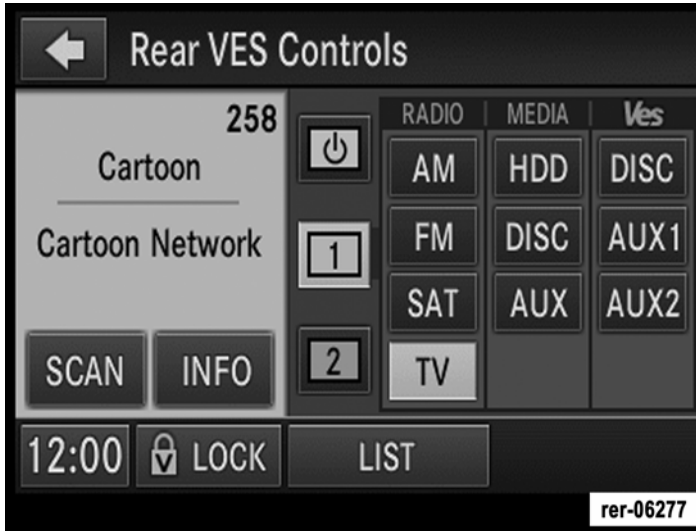 Rear VES Controls
258
Cartoon
Cartoon Network
SCAN INFO
1
2
RADIO MEDIA Ves
AM HDD DISC
FM DISC AUX1
SAT AUX AUX2
TV
12:00 LOCK LIST
rer-06277